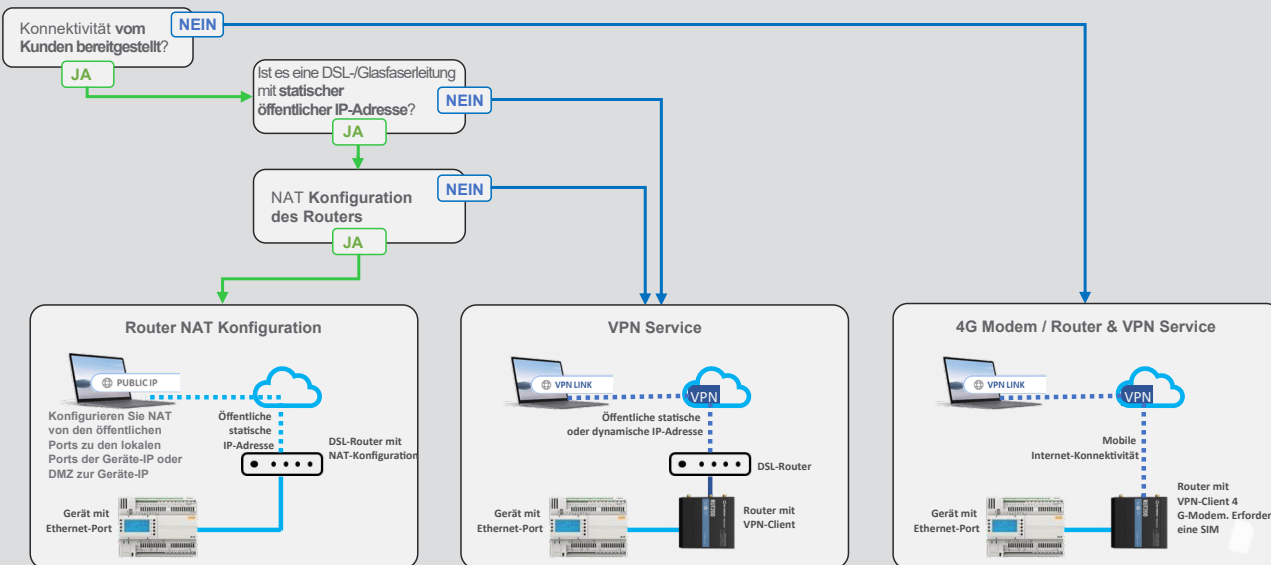 Konnektivität vom
Kunden bereitgestellt?
NEIN
JA
Ist es eine DSL-/Glasfaserleitung
mit statischer
öffentlicher IP-Adresse?
NEIN
JA
NAT Konfiguration
des Routers
NEIN
JA
Router NAT Konfiguration
PUBLIC IP
Konfigurieren Sie NAT
von den öffentlichen
Ports zu den lokalen
Ports der Geräte-IP oder
DMZ zur Geräte-IP
Öffentliche
statische
IP-Adresse
DSL-Router mit
NAT-Konfiguration
Gerät mit
Ethernet-Port
VPN Service
VPN LINK
VPN
Öffentliche statische
oder dynamische IP-Adresse
DSL-Router
Gerät mit
Ethernet-Port
Router mit
VPN-Client
4G Modem / Router & VPN Service
VPN LINK
VPN
Mobile
Internet-Konnektivität
Gerät mit
Ethernet-Port
Router mit
VPN-Client 4
G-Modem. Erforder
eine SIM